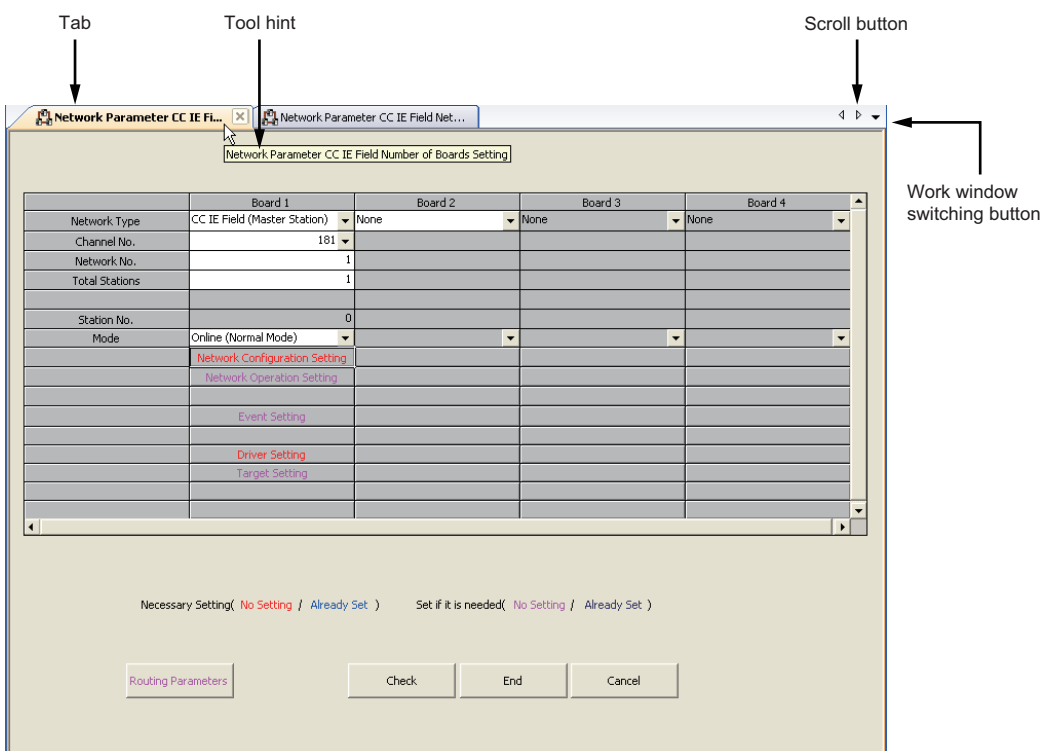 Tab
Tool hint
Scroll button
Network Parameter CC IE Fi...
Network Parameter CC IE Field Net...
Network Parameter CC IE Field Number of Boards Setting
Work window
switching button
Board 1 Board 2 Board 3 Board 4
Network Type CC IE Field (Master Station) None None None
Channel No. 181
Network No. 1
Total Stations 1
Station No. 0
Mode Online (Normal Mode)
Network Configuration Setting
Network Operation Setting
Event Setting
Driver Setting
Target Setting
Necessary Setting( No Setting / Already Set ) Set if it is needed( No Setting / Already Set )
Routing Parameters Check End Cancel